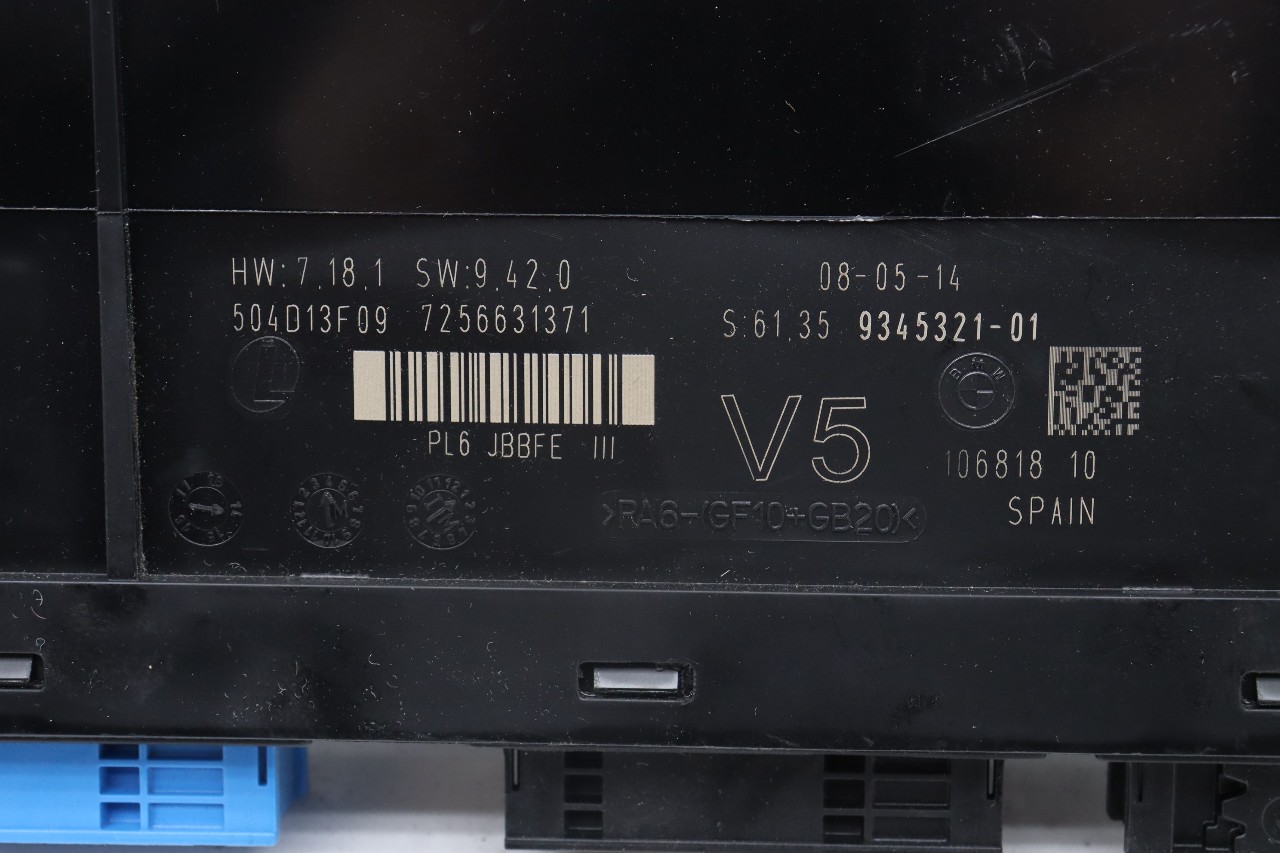 HW:7.18.1 SW:9.42.0 08-05-14
504D13F09 7256631371 S:61.35 9345321-01
BMW
PL6 JBBFE III V5 106818 10
>PA6-(GF10+GB20)<
SPAIN